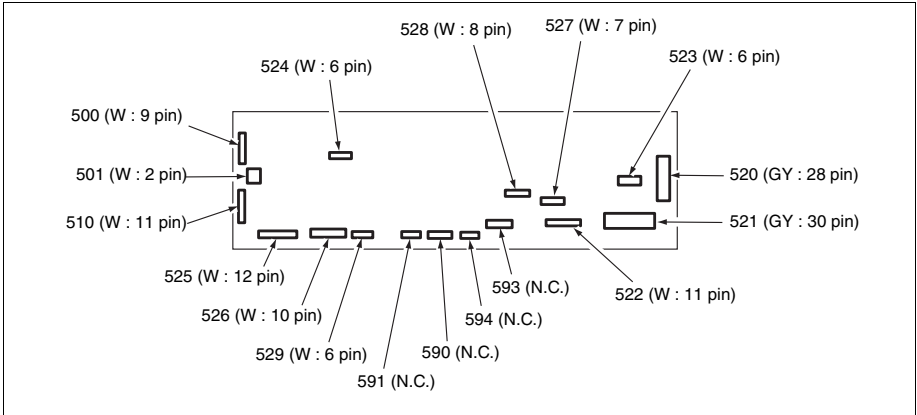 528 (W : 8 pin)
527 (W : 7 pin)
524 (W : 6 pin)
523 (W : 6 pin)
500 (W : 9 pin)
501 (W : 2 pin)
520 (GY : 28 pin)
510 (W : 11 pin)
521 (GY : 30 pin)
525 (W : 12 pin)
593 (N.C.)
522 (W : 11 pin)
526 (W : 10 pin)
594 (N.C.)
529 (W : 6 pin)
590 (N.C.)
591 (N.C.)